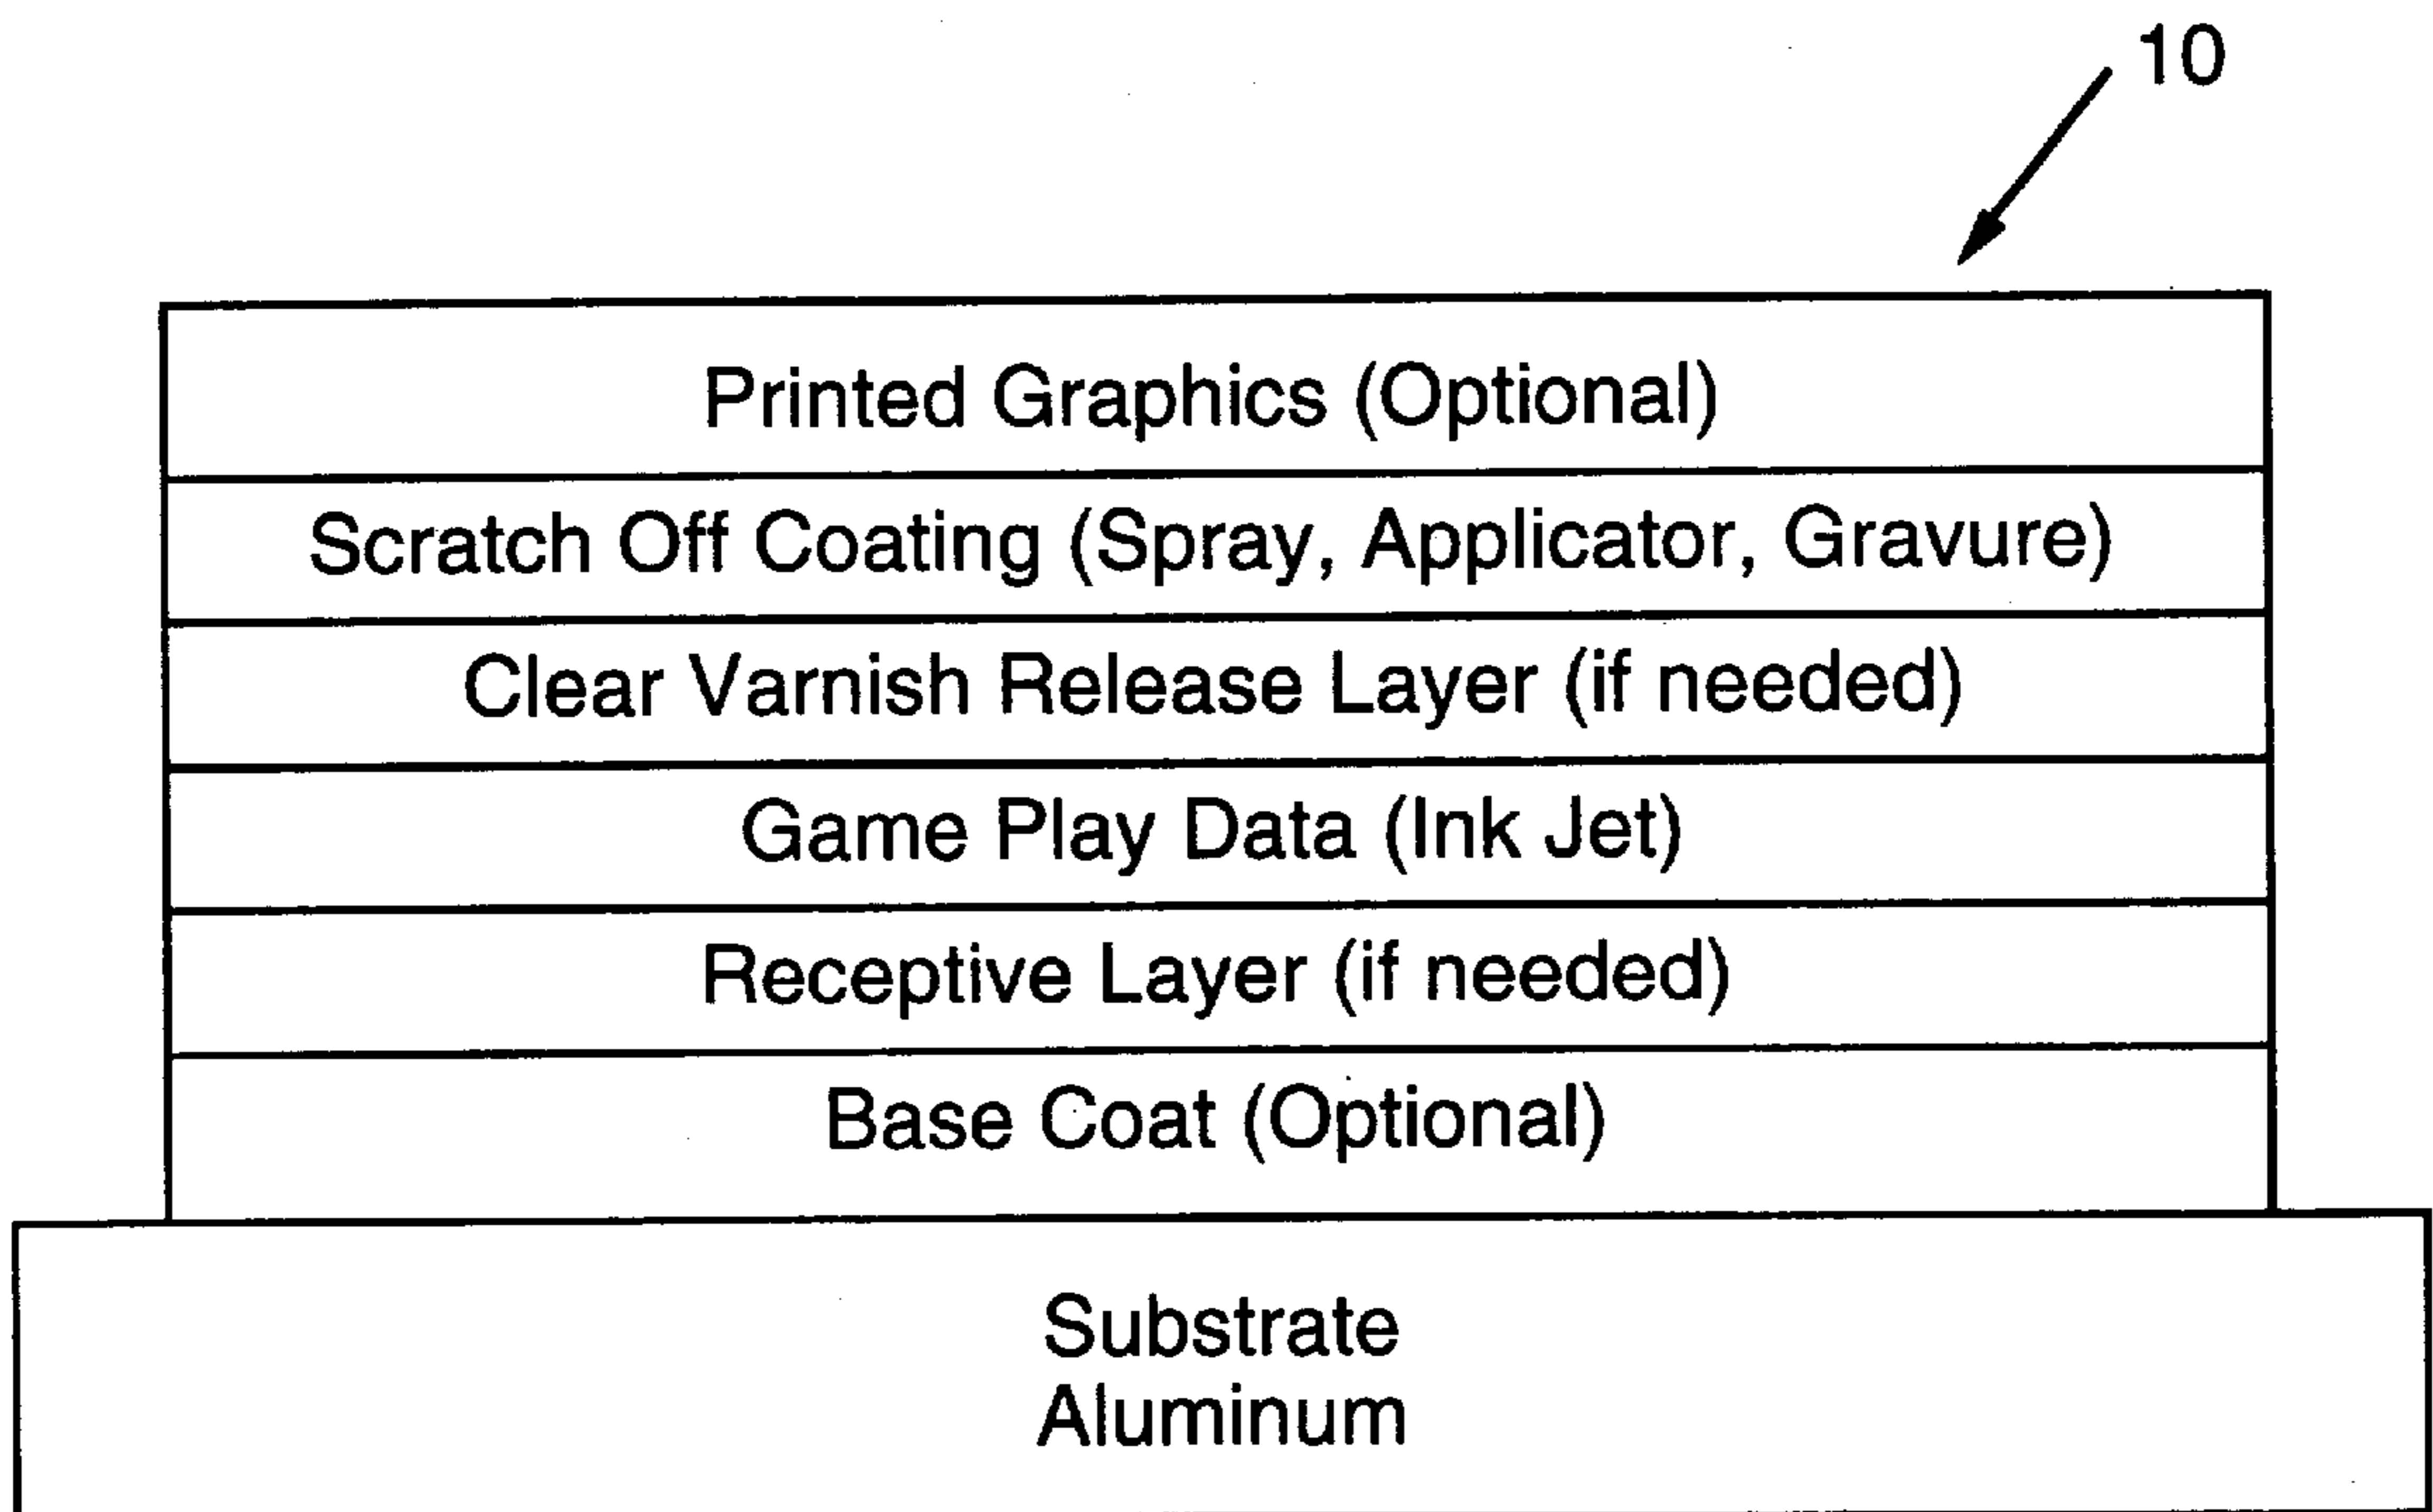 10
Printed Graphics (Optional)
Scratch Off Coating (Spray, Applicator, Gravure)
Clear Varnish Release Layer (if needed)
Game Play Data (Ink Jet)
Receptive Layer (if needed)
Base Coat (Optional)
Substrate
Aluminum